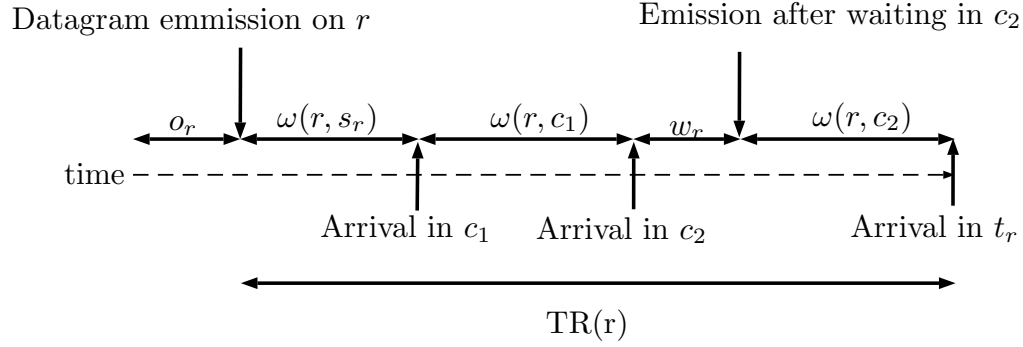 Datagram emmission on r
Emission after waiting in c₂
oᵣ
ω(r, sᵣ)
ω(r, c₁)
wᵣ
ω(r, c₂)
time
Arrival in c₁
Arrival in c₂
Arrival in tᵣ
TR(r)